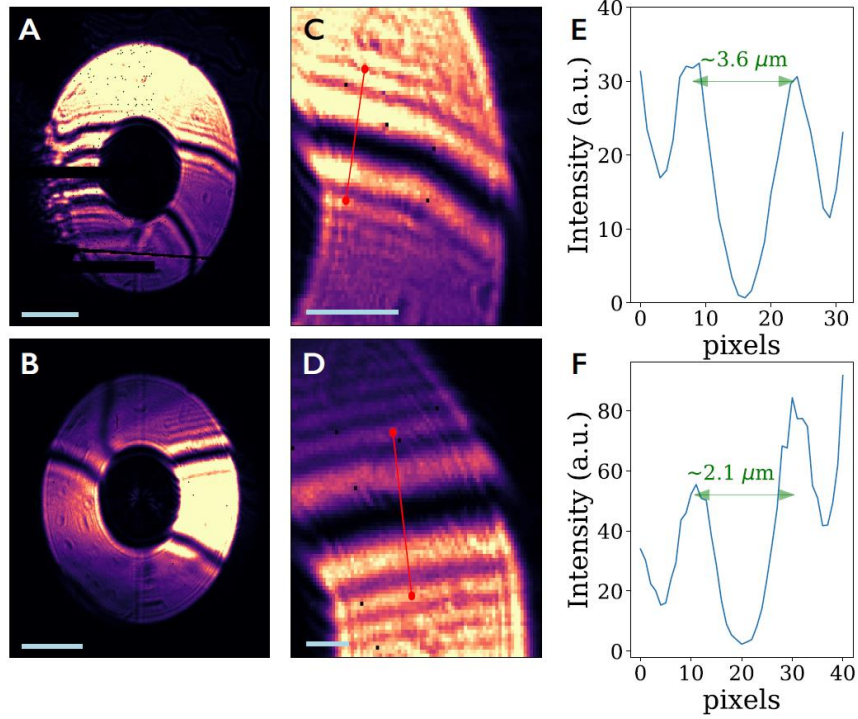 A
B
C
D
E
40
30
20
10
0
Intensity (a.u.)
~3.6 μm
0 10 20 30
pixels
F
80
60
40
20
0
Intensity (a.u.)
~2.1 μm
0 10 20 30 40
pixels